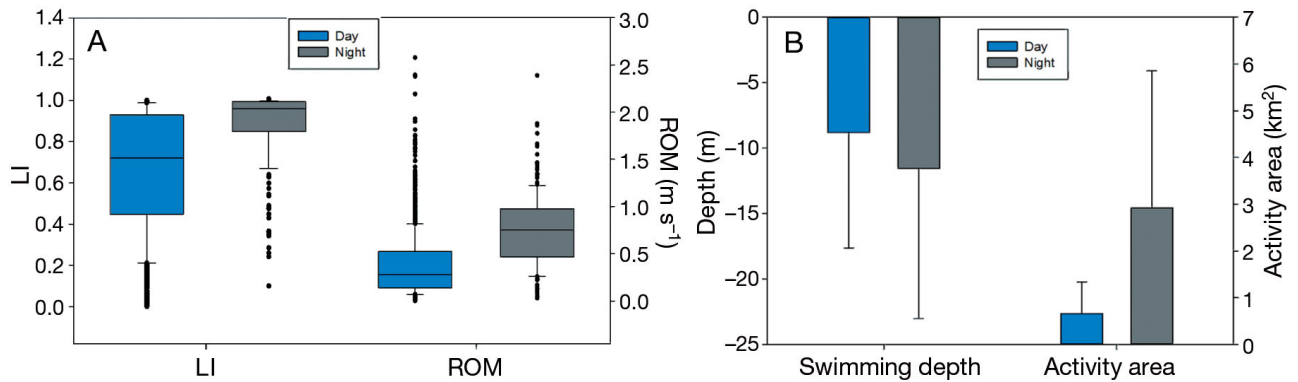 A
Day
Night
LI
1.4
1.2
1.0
0.8
0.6
0.4
0.2
0.0
LI
ROM
3.0
2.5
2.0
1.5
1.0
0.5
0.0
ROM (m s⁻¹)
B
Day
Night
Depth (m)
0
–5
–10
–15
–20
–25
Swimming depth
Activity area
7
6
5
4
3
2
1
0
Activity area (km²)